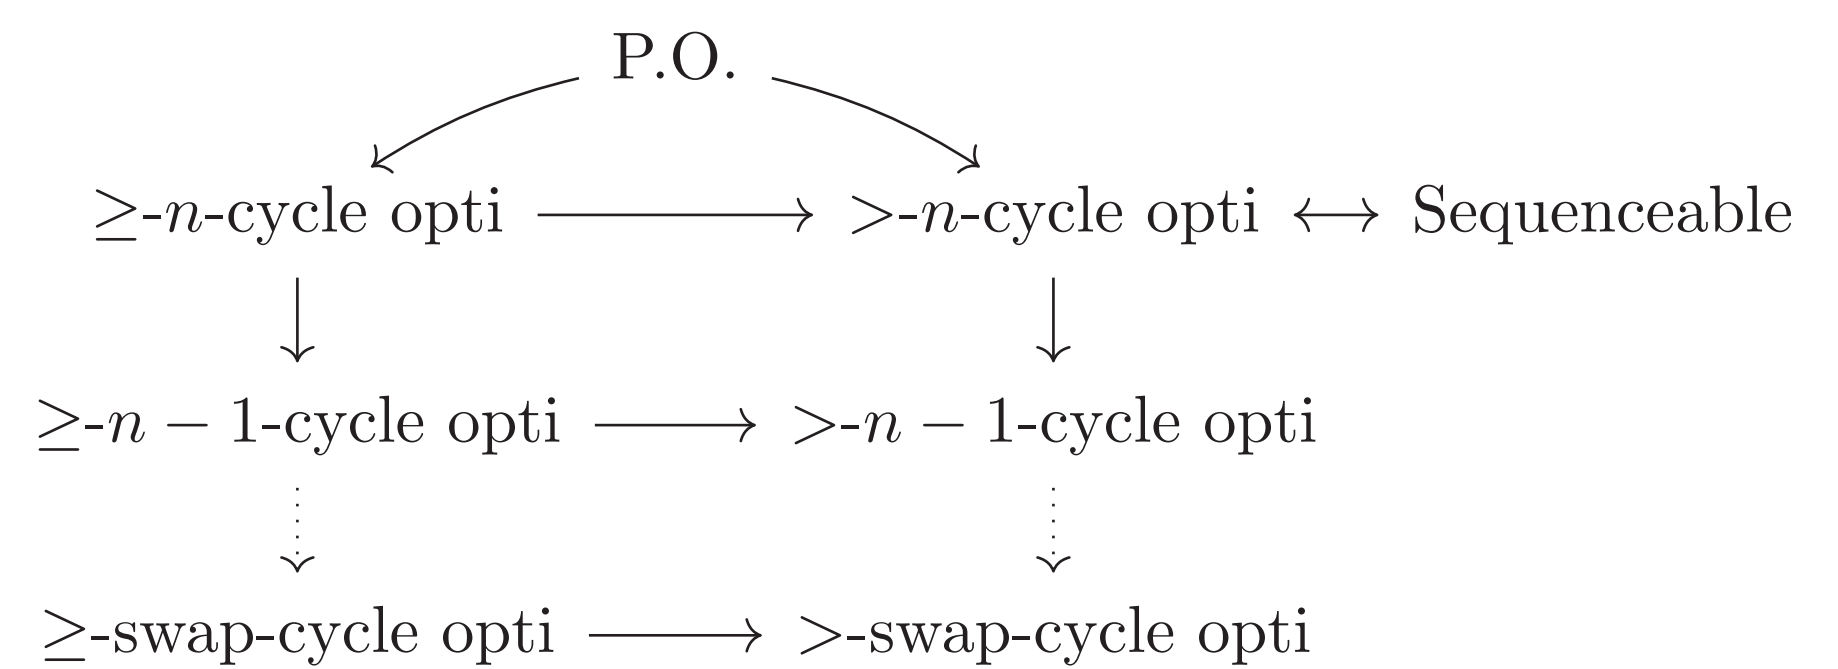 P.O.
≥-n-cycle opti >-n-cycle opti Sequenceable
≥-n − 1-cycle opti >-n − 1-cycle opti
≥-swap-cycle opti >-swap-cycle opti